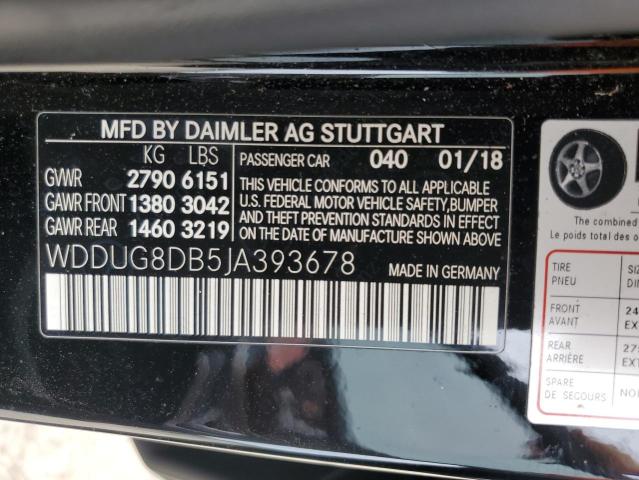 MFD BY DAIMLER AG STUTTGART
KG LBS
GVWR 2790 6151
GAWR FRONT 1380 3042
GAWR REAR 1460 3219
PASSENGER CAR 040 01/18
THIS VEHICLE CONFORMS TO ALL APPLICABLE
U.S. FEDERAL MOTOR VEHICLE SAFETY, BUMPER
AND THEFT PREVENTION STANDARDS IN EFFECT
ON THE DATE OF MANUFACTURE SHOWN ABOVE.
WDDUG8DB5JA393678 MADE IN GERMANY
The combined
Le poids total
TIRE
PNEU
FRONT
AVANT
REAR
ARRIÈRE
SPARE
DE SECOURS